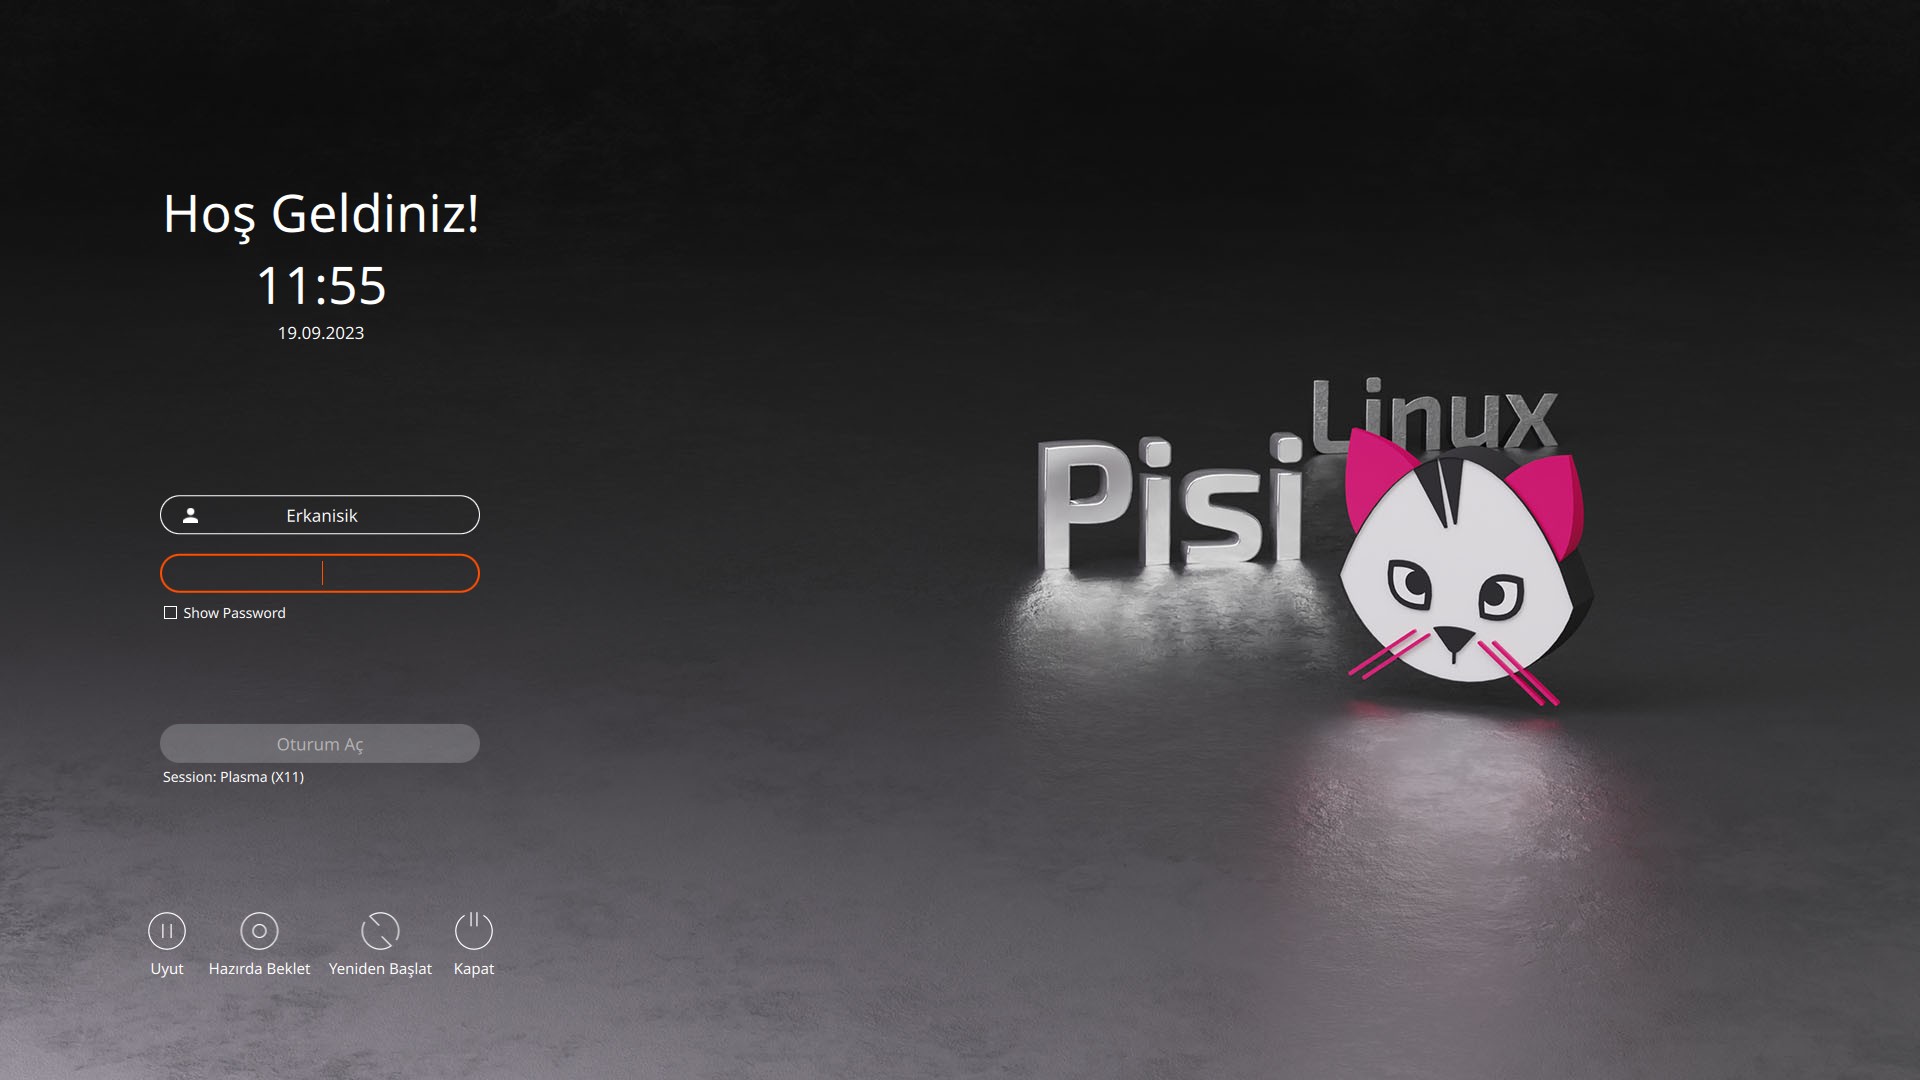 Hoş Geldiniz!
11:55
19.09.2023
Erkanisik
Show Password
Oturum Aç
Session: Plasma (X11)
Uyut
Hazırda Beklet
Yeniden Başlat
Kapat
Linux
Pisi